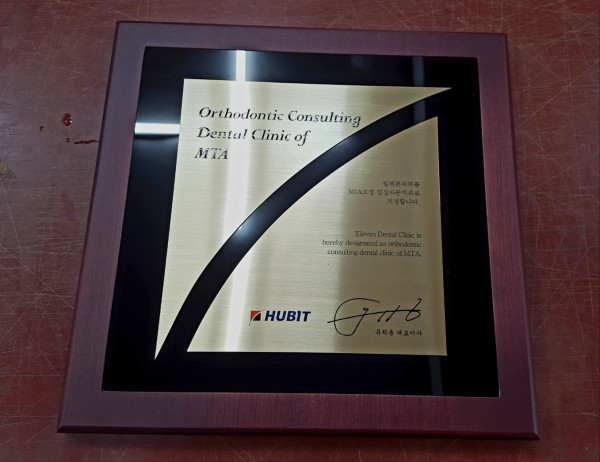 Orthodontic Consulting
Dental Clinic of
MTA
일레븐치과를
MTA교정 임상자문치과로
지정합니다.
Eleven Dental Clinic is
hereby designated as orthodontic
consulting dental clinic of MTA.
HUBIT
대표이사